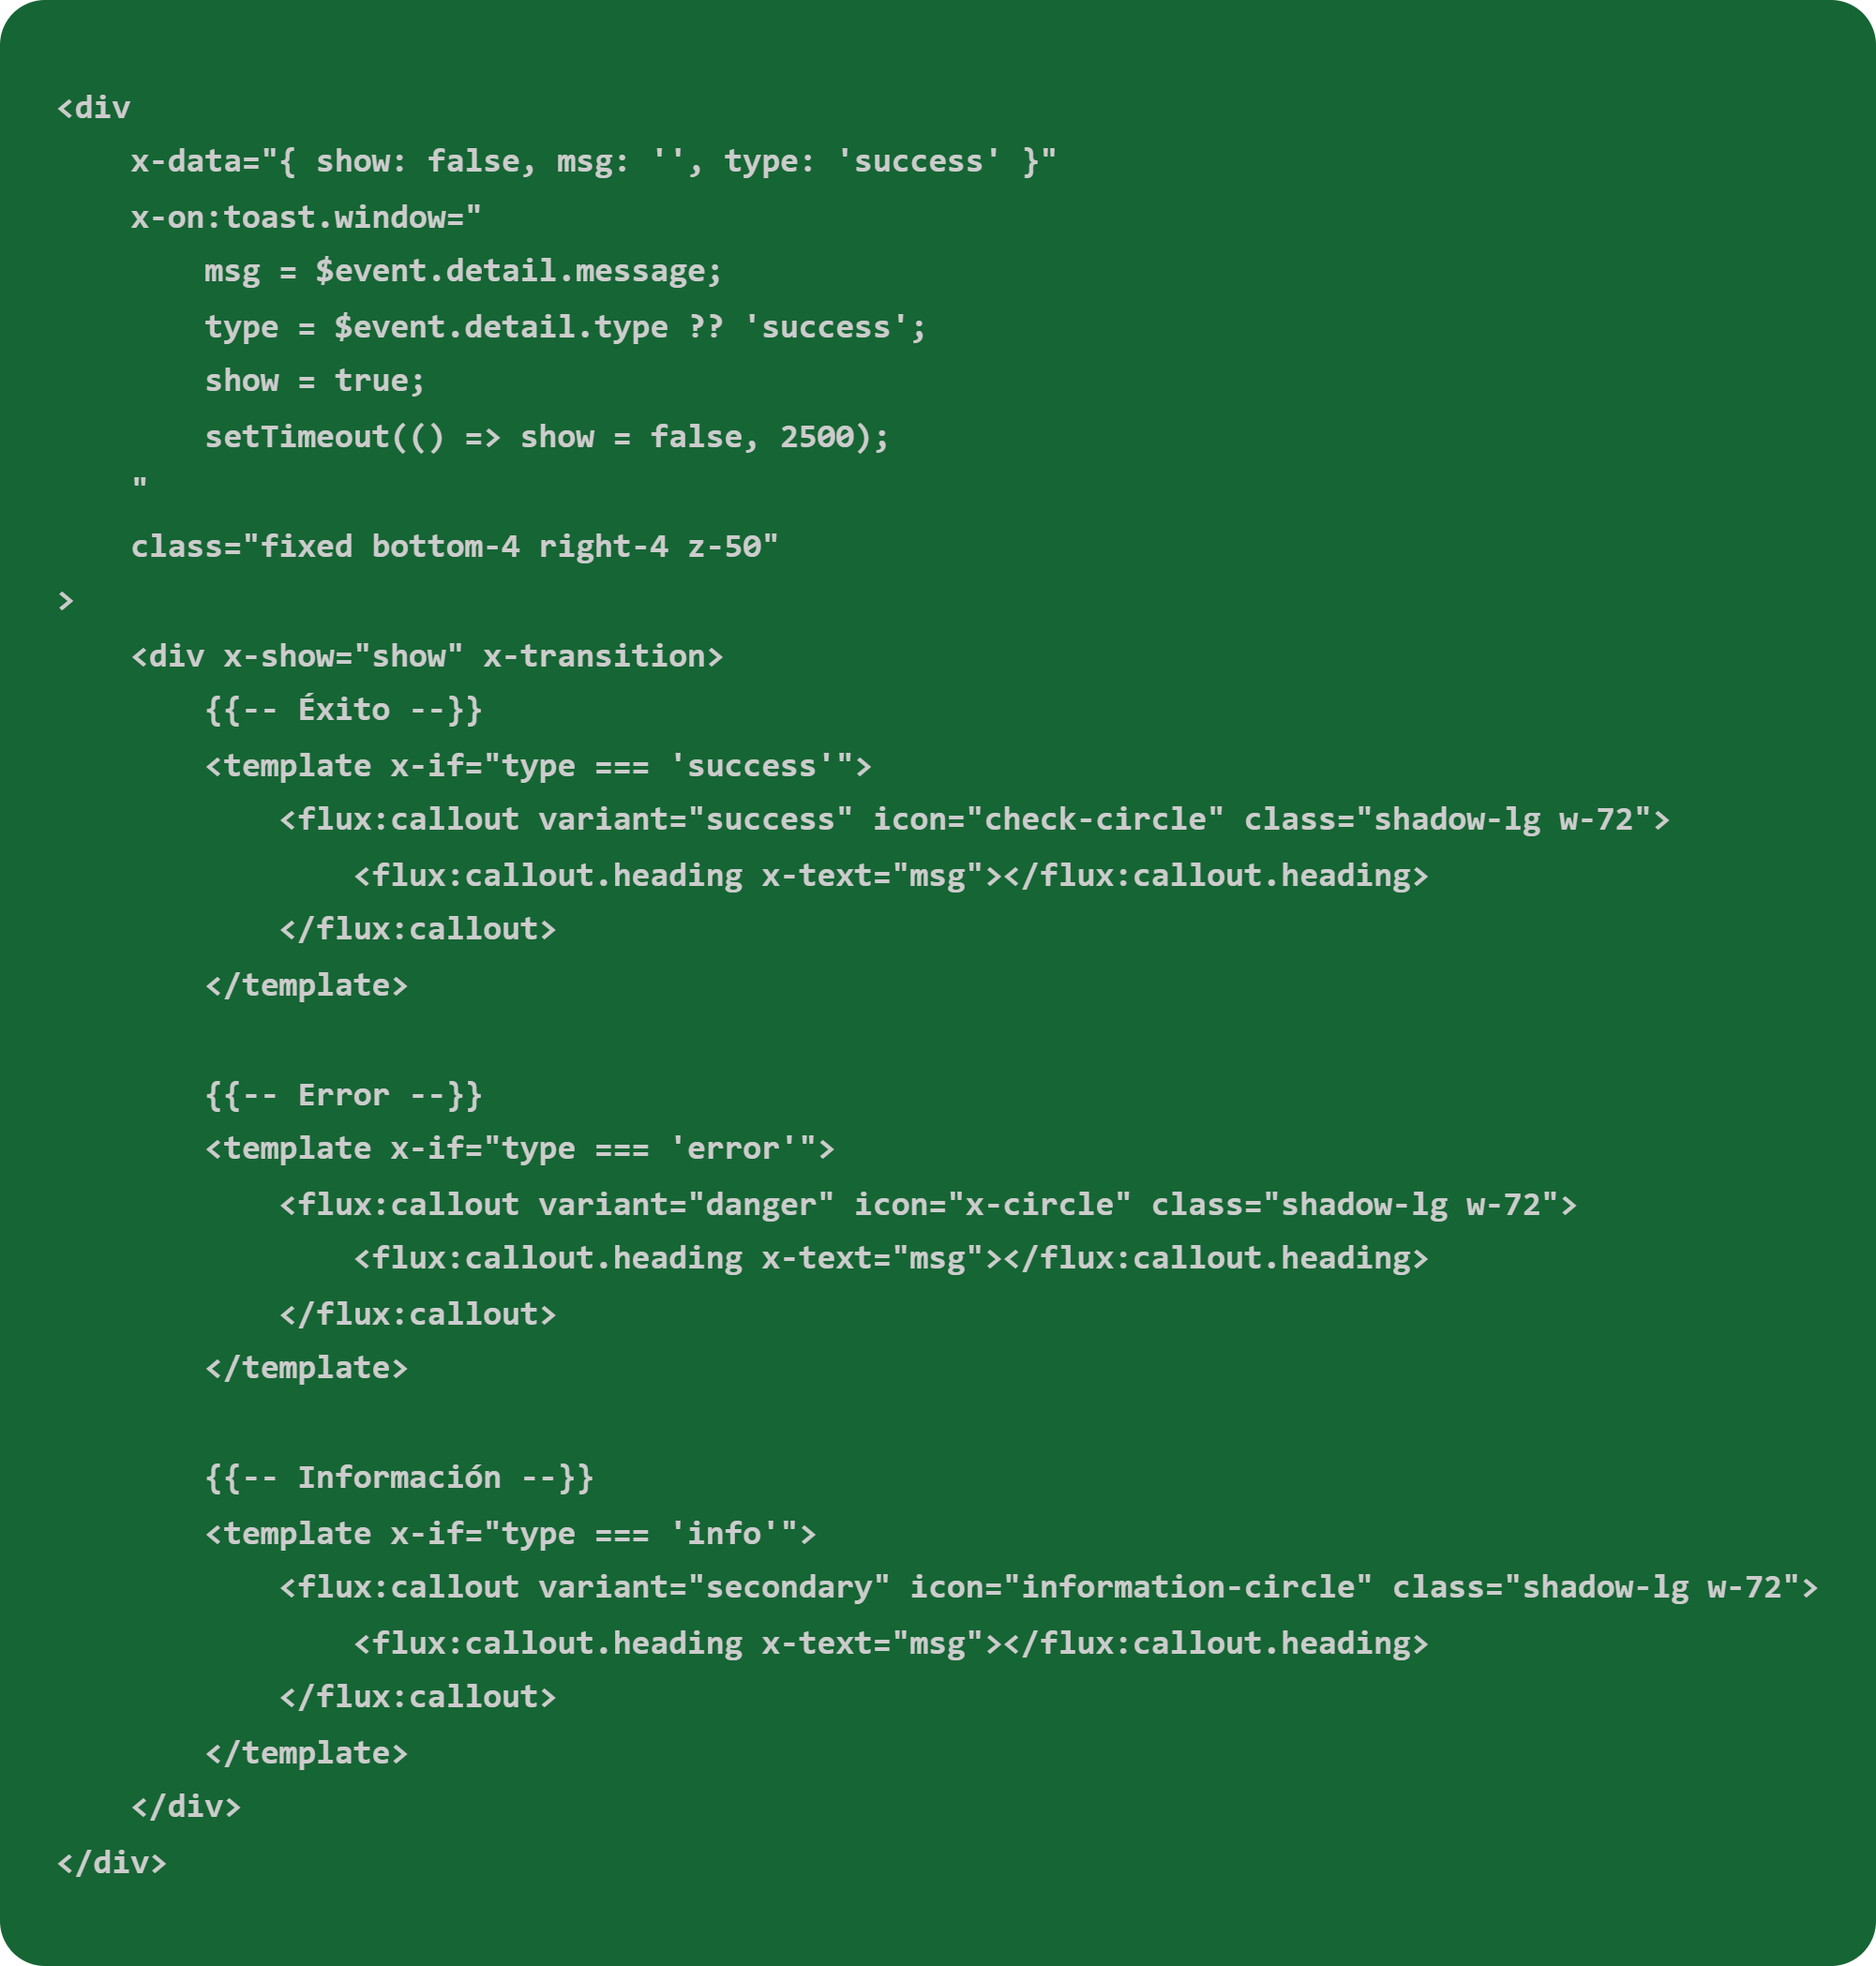 <div
    x-data="{ show: false, msg: '', type: 'success' }"
    x-on:toast.window="
        msg = $event.detail.message;
        type = $event.detail.type ?? 'success';
        show = true;
        setTimeout(() => show = false, 2500);
    "
    class="fixed bottom-4 right-4 z-50"
>
    <div x-show="show" x-transition>
        {{-- Éxito --}}
        <template x-if="type === 'success'">
            <flux:callout variant="success" icon="check-circle" class="shadow-lg w-72">
                <flux:callout.heading x-text="msg"></flux:callout.heading>
            </flux:callout>
        </template>

        {{-- Error --}}
        <template x-if="type === 'error'">
            <flux:callout variant="danger" icon="x-circle" class="shadow-lg w-72">
                <flux:callout.heading x-text="msg"></flux:callout.heading>
            </flux:callout>
        </template>

        {{-- Información --}}
        <template x-if="type === 'info'">
            <flux:callout variant="secondary" icon="information-circle" class="shadow-lg w-72">
                <flux:callout.heading x-text="msg"></flux:callout.heading>
            </flux:callout>
        </template>
    </div>
</div>